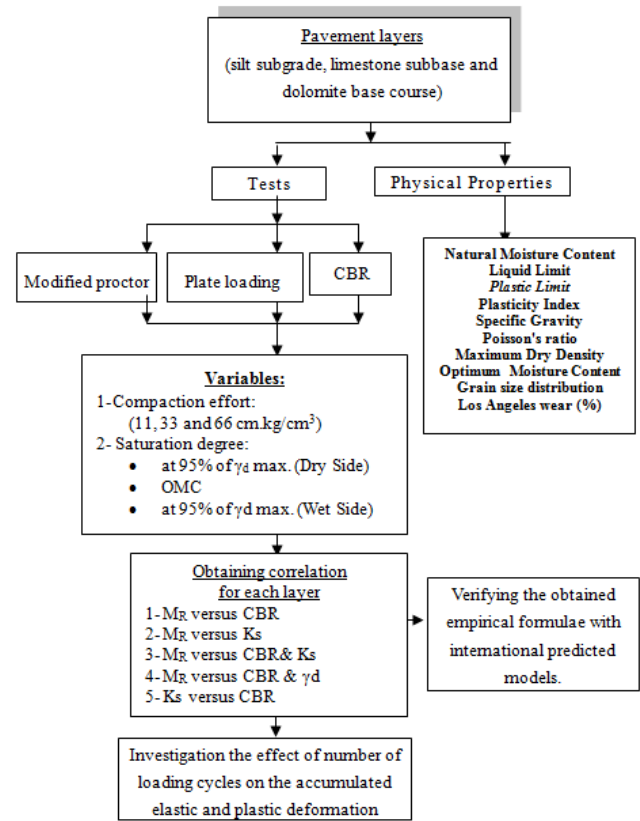 Pavement layers
(silt subgrade, limestone subbase and
dolomite base course)
Tests
Physical Properties
Modified proctor
Plate loading
CBR
Natural Moisture Content
Liquid Limit
Plastic Limit
Plasticity Index
Specific Gravity
Poisson's ratio
Maximum Dry Density
Optimum Moisture Content
Grain size distribution
Los Angeles wear (%)
Variables:
1-Compaction effort:
(11, 33 and 66 cm.kg/cm³)
2- Saturation degree:
• at 95% of γd max. (Dry Side)
• OMC
• at 95% of γd max. (Wet Side)
Obtaining correlation
for each layer
1- MR versus CBR
2- MR versus Ks
3- MR versus CBR& Ks
4- MR versus CBR & γd
5- Ks versus CBR
Verifying the obtained
empirical formulae with
international predicted
models.
Investigation the effect of number of
loading cycles on the accumulated
elastic and plastic deformation